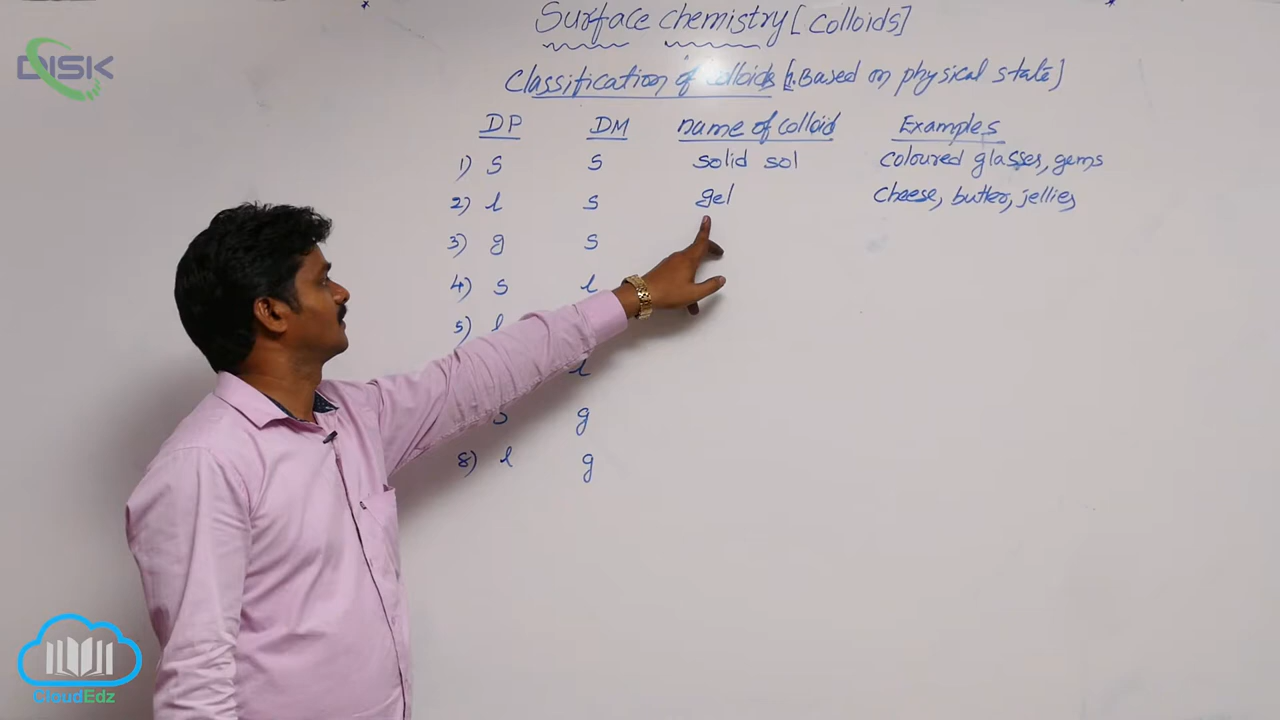 DISK
Surface chemistry [colloids]
Classification of colloids [1. Based on physical state]
DP DM name of colloid Examples
1) s s solid sol coloured glasses, gems
2) l s gel cheese, butter, jellies
3) g s
4) s l
5) l
l
s g
8) l g
CloudEdz